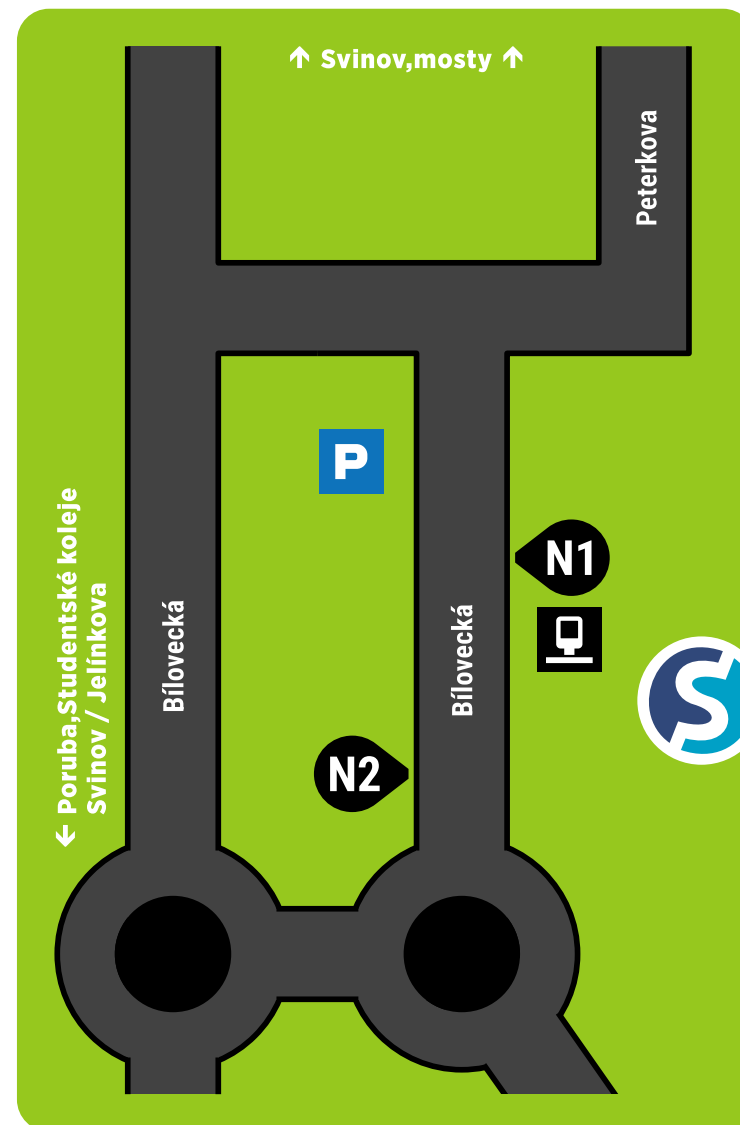 ↑ Svinov,mosty ↑
Peterkova
P
N1
← Poruba,Studentské koleje
Svinov / Jelínkova
Bílovecká
Bílovecká
S
N2